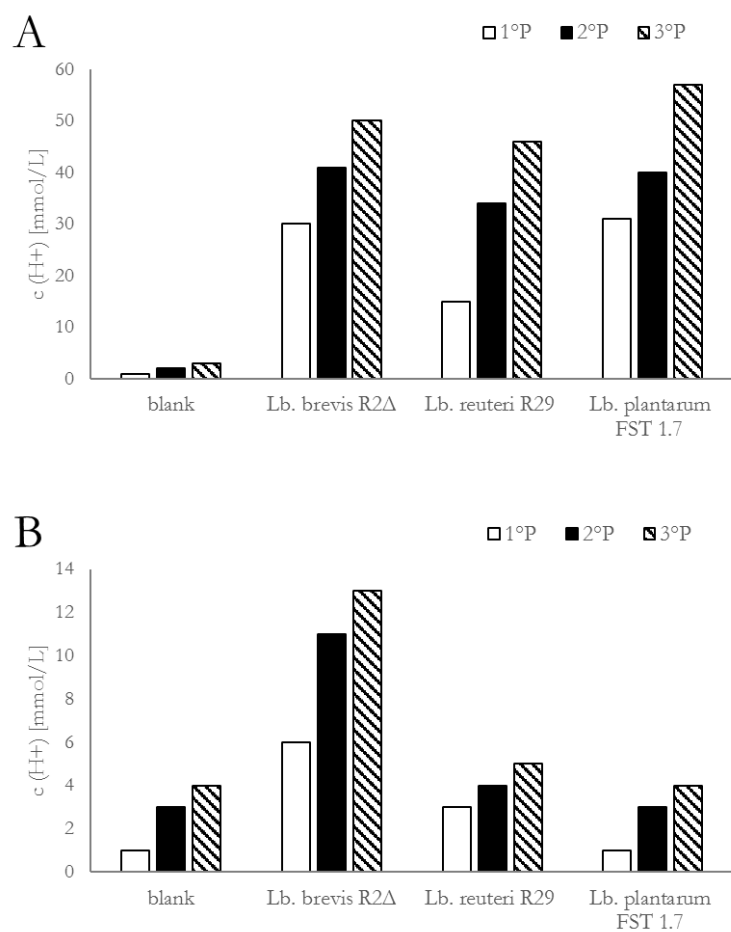 A
1°P 2°P 3°P
60
50
40
30
20
10
0
c (H+) [mmol/L]
blank Lb. brevis R2Δ Lb. reuteri R29 Lb. plantarum
FST 1.7
B
1°P 2°P 3°P
14
12
10
8
6
4
2
0
c (H+) [mmol/L]
blank Lb. brevis R2Δ Lb. reuteri R29 Lb. plantarum
FST 1.7